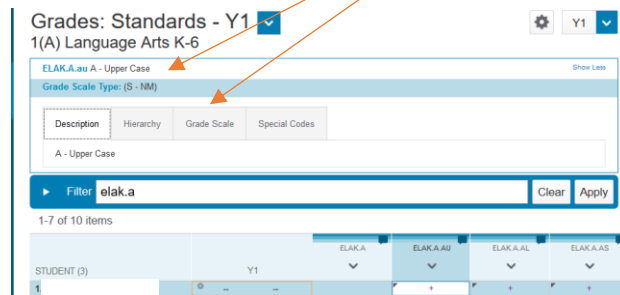 Grades: Standards - Y1
Y1
1(A) Language Arts K-6
ELAK.A.au A - Upper Case
Show Less
Grade Scale Type: (S - NM)
Description Hierarchy Grade Scale Special Codes
A - Upper Case
Filter elak.a Clear Apply
1-7 of 10 items
ELAK.A ELAK.A.AU ELAK.A.AL ELAK.A.AS
STUDENT (3) Y1
1. -- -- + + +